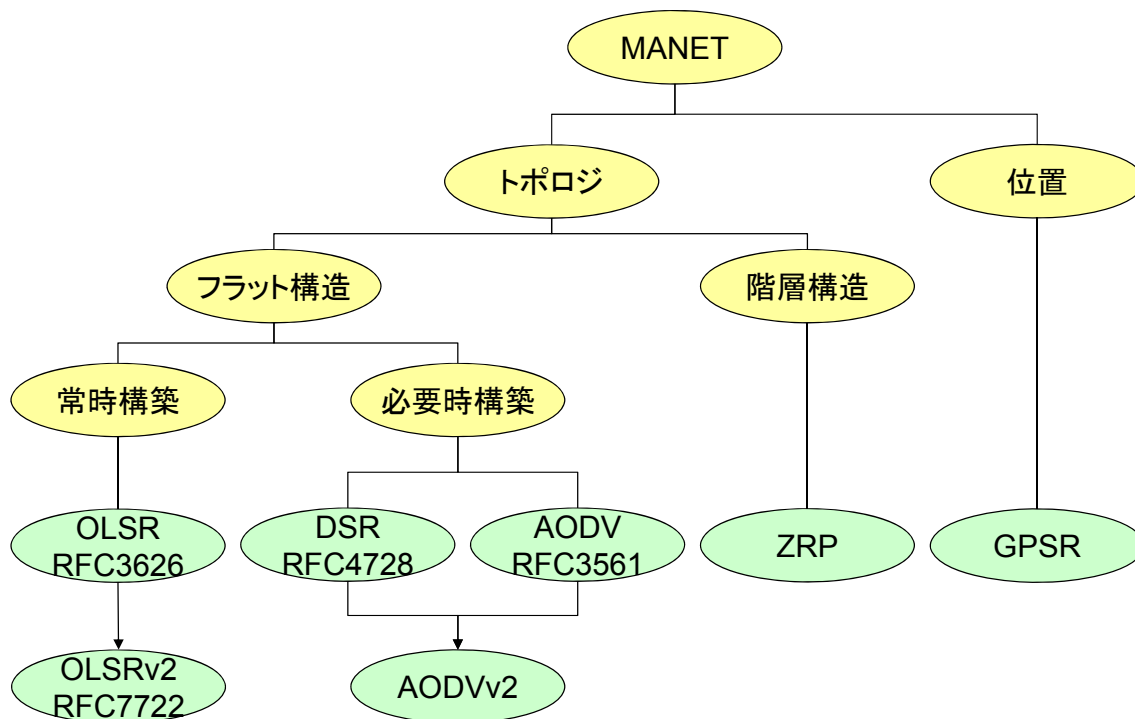 MANET
トポロジ
位置
フラット構造
階層構造
常時構築
必要時構築
OLSR
RFC3626
DSR
RFC4728
AODV
RFC3561
ZRP
GPSR
OLSRv2
RFC7722
AODVv2